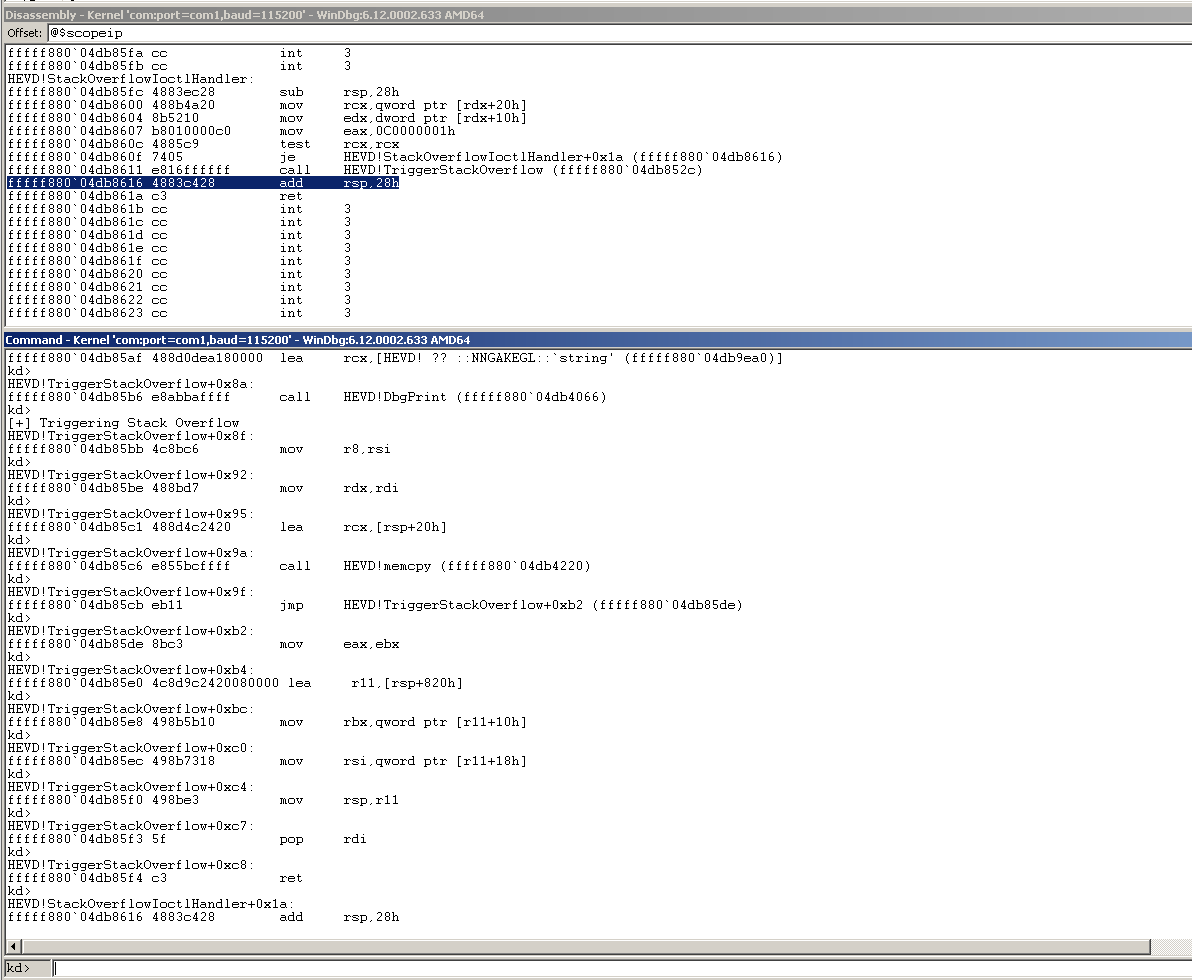 Disassembly - Kernel 'com:port=com1,baud=115200' - WinDbg:6.12.0002.633 AMD64
Offset: @$scopeip
fffff880`04db85fa cc int 3
fffff880`04db85fb cc int 3
HEVD!StackOverflowIoctlHandler:
fffff880`04db85fc 4883ec28 sub rsp,28h
fffff880`04db8600 488b4a20 mov rcx,qword ptr [rdx+20h]
fffff880`04db8604 8b5210 mov edx,dword ptr [rdx+10h]
fffff880`04db8607 b8010000c0 mov eax,0C0000001h
fffff880`04db860c 4885c9 test rcx,rcx
fffff880`04db860f 7405 je HEVD!StackOverflowIoctlHandler+0x1a (fffff880`04db8616)
fffff880`04db8611 e816ffffff call HEVD!TriggerStackOverflow (fffff880`04db852c)
fffff880`04db8616 4883c428 add rsp,28h
fffff880`04db861a c3 ret
fffff880`04db861b cc int 3
fffff880`04db861c cc int 3
fffff880`04db861d cc int 3
fffff880`04db861e cc int 3
fffff880`04db861f cc int 3
fffff880`04db8620 cc int 3
fffff880`04db8621 cc int 3
fffff880`04db8622 cc int 3
fffff880`04db8623 cc int 3
Command - Kernel 'com:port=com1,baud=115200' - WinDbg:6.12.0002.633 AMD64
fffff880`04db85af 488d0dea180000 lea rcx,[HEVD! ?? ::NNGAKEGL::`string' (fffff880`04db9ea0)]
kd>
HEVD!TriggerStackOverflow+0x8a:
fffff880`04db85b6 e8abbaffff call HEVD!DbgPrint (fffff880`04db4066)
kd>
[+] Triggering Stack Overflow
HEVD!TriggerStackOverflow+0x8f:
fffff880`04db85bb 4c8bc6 mov r8,rsi
kd>
HEVD!TriggerStackOverflow+0x92:
fffff880`04db85be 488bd7 mov rdx,rdi
kd>
HEVD!TriggerStackOverflow+0x95:
fffff880`04db85c1 488d4c2420 lea rcx,[rsp+20h]
kd>
HEVD!TriggerStackOverflow+0x9a:
fffff880`04db85c6 e855bcffff call HEVD!memcpy (fffff880`04db4220)
kd>
HEVD!TriggerStackOverflow+0x9f:
fffff880`04db85cb eb11 jmp HEVD!TriggerStackOverflow+0xb2 (fffff880`04db85de)
kd>
HEVD!TriggerStackOverflow+0xb2:
fffff880`04db85de 8bc3 mov eax,ebx
kd>
HEVD!TriggerStackOverflow+0xb4:
fffff880`04db85e0 4c8d9c2420080000 lea r11,[rsp+820h]
kd>
HEVD!TriggerStackOverflow+0xbc:
fffff880`04db85e8 498b5b10 mov rbx,qword ptr [r11+10h]
kd>
HEVD!TriggerStackOverflow+0xc0:
fffff880`04db85ec 498b7318 mov rsi,qword ptr [r11+18h]
kd>
HEVD!TriggerStackOverflow+0xc4:
fffff880`04db85f0 498be3 mov rsp,r11
kd>
HEVD!TriggerStackOverflow+0xc7:
fffff880`04db85f3 5f pop rdi
kd>
HEVD!TriggerStackOverflow+0xc8:
fffff880`04db85f4 c3 ret
kd>
HEVD!StackOverflowIoctlHandler+0x1a:
fffff880`04db8616 4883c428 add rsp,28h
kd>